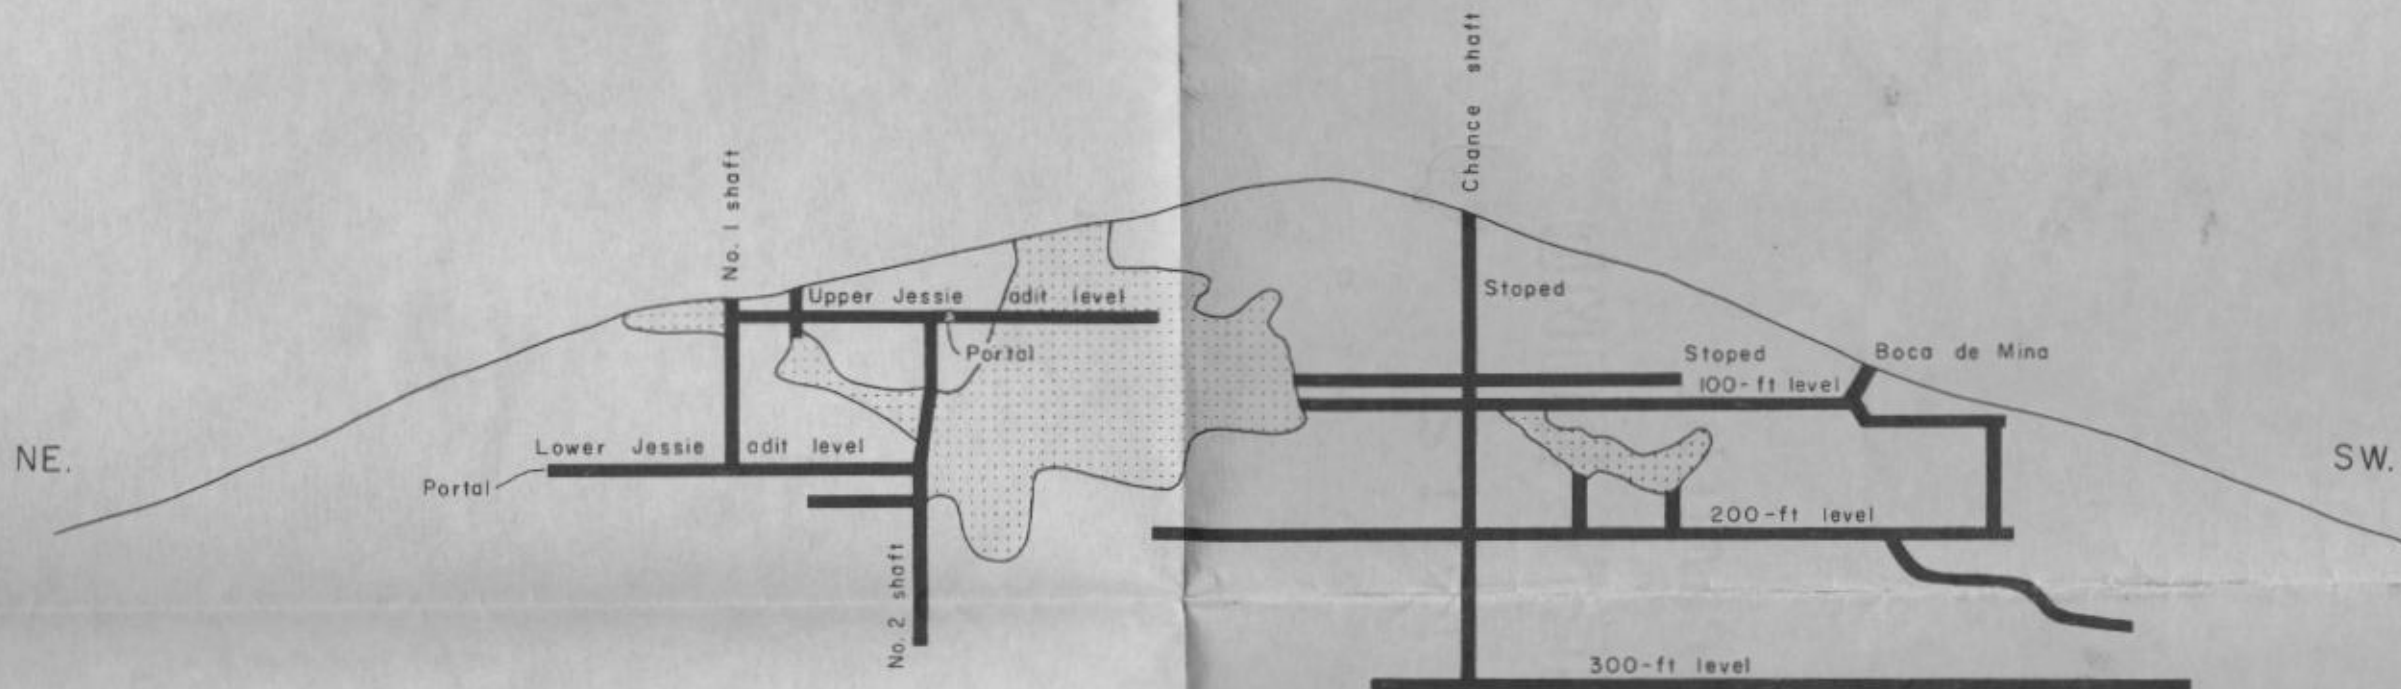 Chance shaft
No. 1 shaft
Upper Jessie adit level
Stoped
Portal
Stoped
Boca de Mina
100-ft level
NE.
Lower Jessie adit level
SW.
Portal
200-ft level
No. 2 shaft
300-ft level